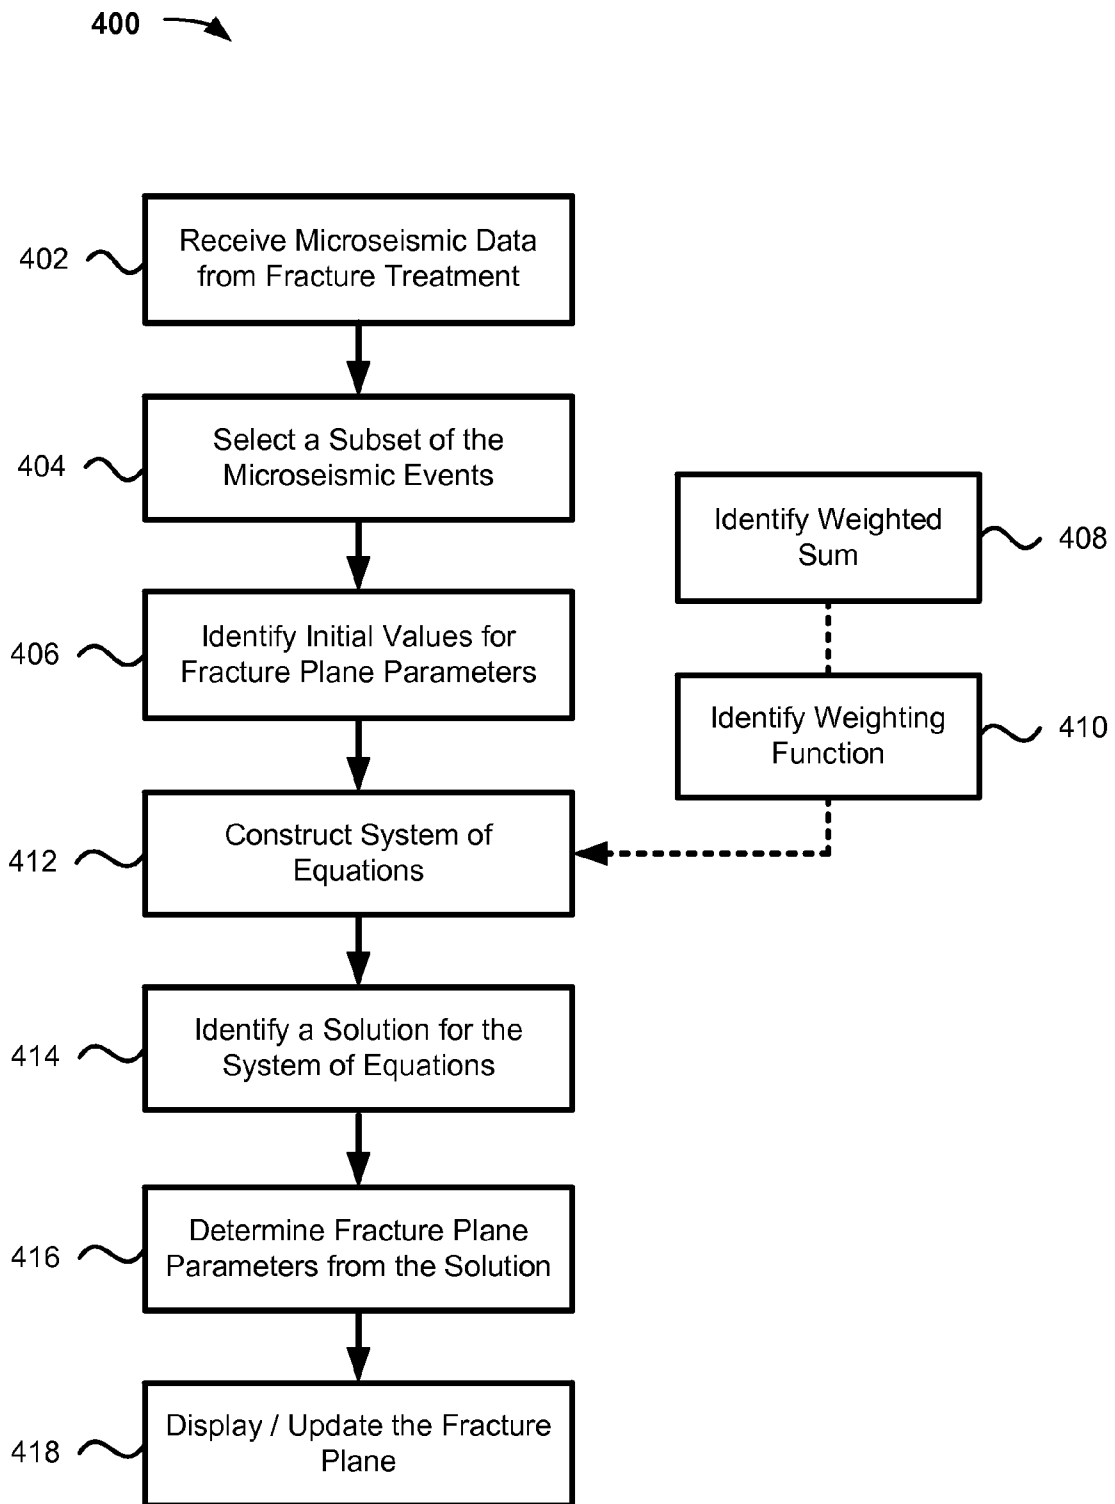 400
402
Receive Microseismic Data
from Fracture Treatment
404
Select a Subset of the
Microseismic Events
406
Identify Initial Values for
Fracture Plane Parameters
Identify Weighted
Sum
408
Identify Weighting
Function
410
412
Construct System of
Equations
414
Identify a Solution for the
System of Equations
416
Determine Fracture Plane
Parameters from the Solution
418
Display / Update the Fracture
Plane